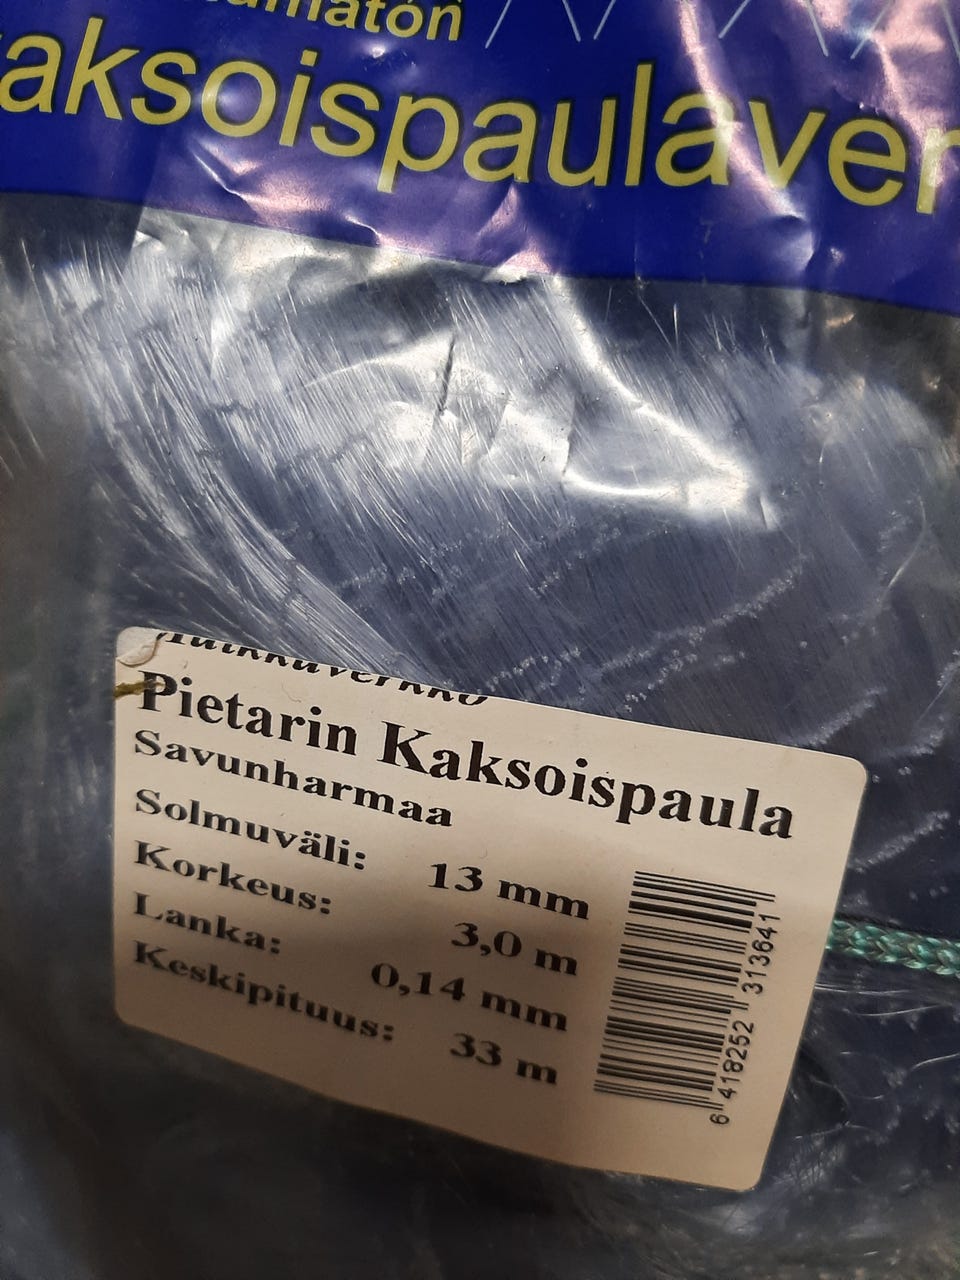 aksoispaulaver
Pietarin Kaksoispaula
Savunharmaa
Solmuväli: 13 mm
Korkeus: 3,0 m
Lanka: 0,14 mm
Keskipituus: 33 m
6 418252 313641